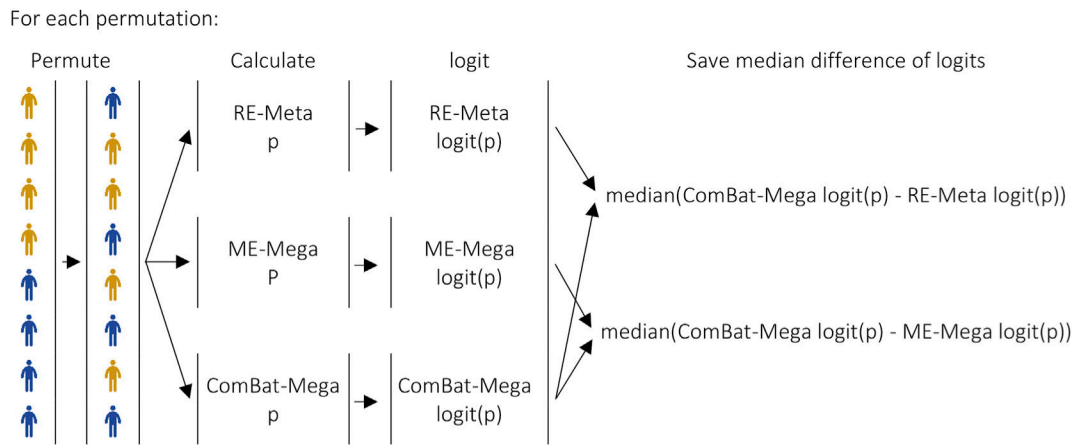 For each permutation:
Permute
Calculate
logit
Save median difference of logits
RE-Meta
p
RE-Meta
logit(p)
median(ComBat-Mega logit(p) - RE-Meta logit(p))
ME-Mega
P
ME-Mega
logit(p)
median(ComBat-Mega logit(p) - ME-Mega logit(p))
ComBat-Mega
p
ComBat-Mega
logit(p)